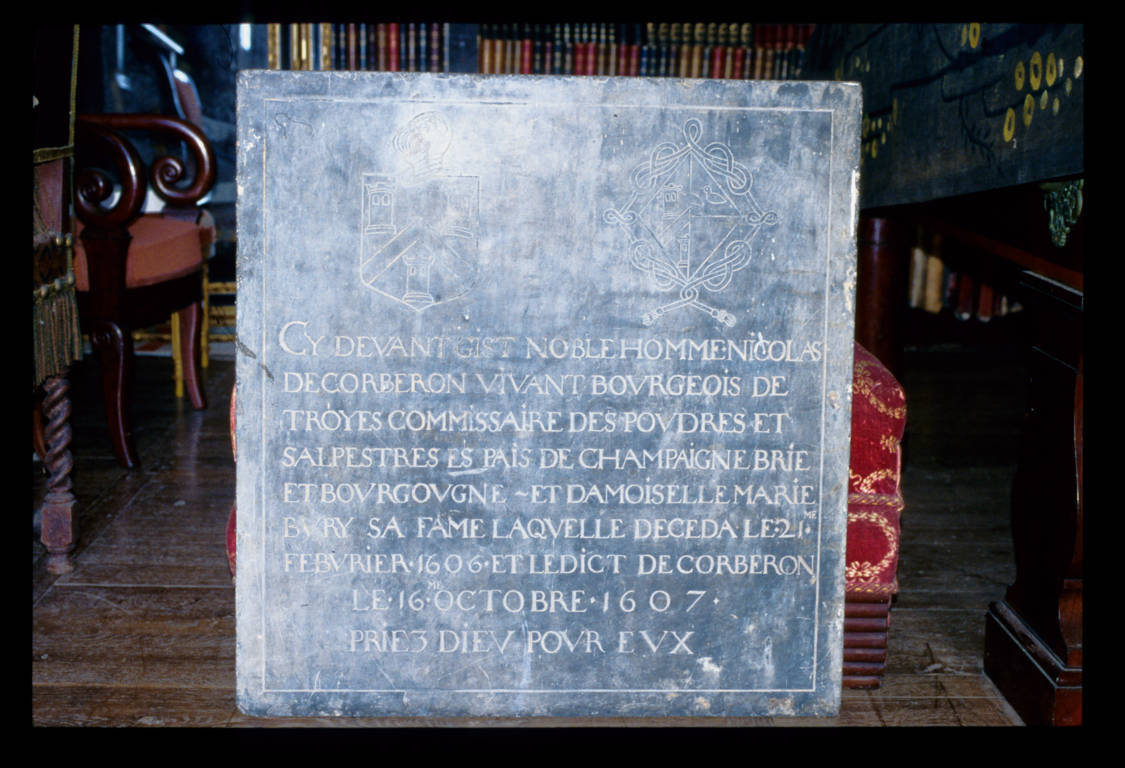 CY DEVANT GIST NOBLE HOMME NICOLAS
DE CORBERON VIVANT BOVRGEOIS DE
TROYES COMMISSAIRE DES POVDRES ET
SALPESTRES ES PAIS DE CHAMPAIGNE BRIE
ET BOVRGOVGNE ~ ET DAMOISELLE MARIE
BVRY SA FAME LAQVELLE DECEDA LE·21·ME
FEBVRIER·1606·ET LEDICT DE CORBERON
LE·16·ME OCTOBRE·1607·
PRIEZ DIEV POVR EVX